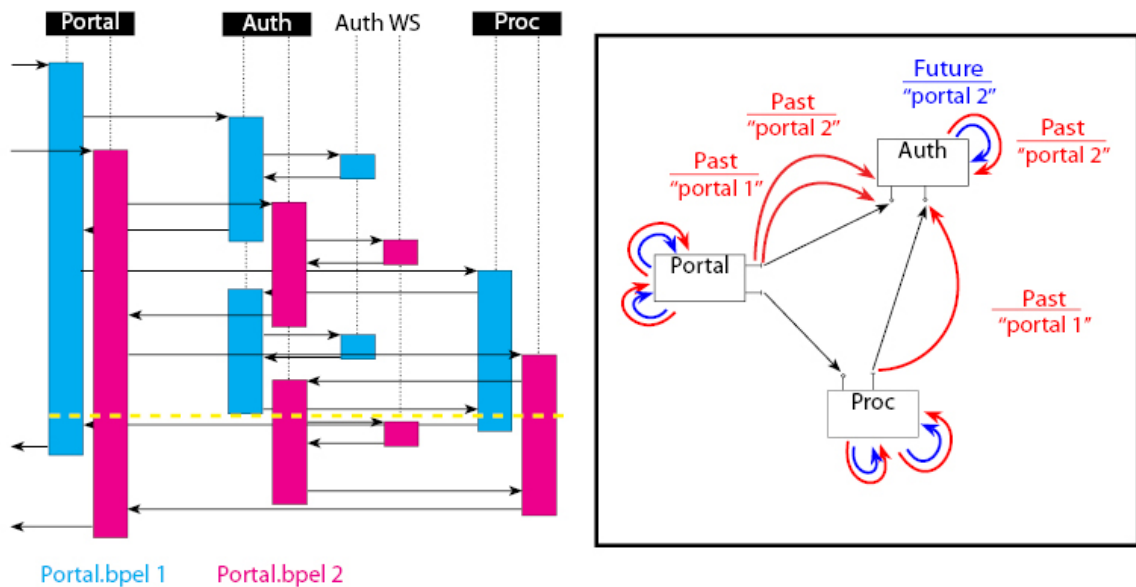 Portal
Auth
Auth WS
Proc
Portal.bpel 1
Portal.bpel 2
Future
“portal 2”
Past
“portal 2”
Past
“portal 2”
Past
“portal 1”
Auth
Portal
Past
“portal 1”
Proc